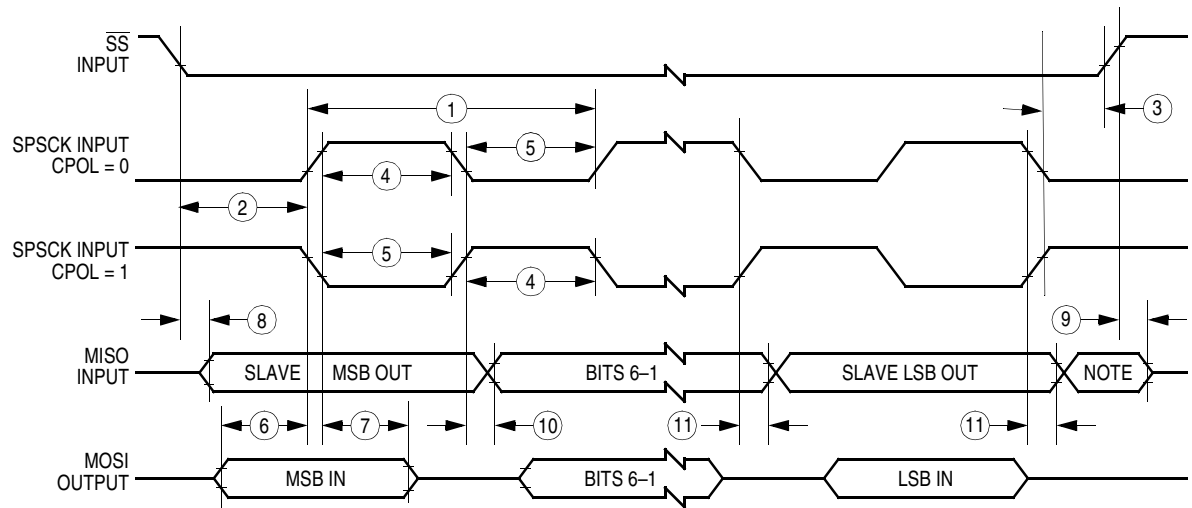 SS
INPUT
1
3
SPSCK INPUT
CPOL = 0
5
4
2
SPSCK INPUT
CPOL = 1
5
4
8
9
MISO
INPUT
SLAVE MSB OUT
BITS 6–1
SLAVE LSB OUT
NOTE
6
7
10
11
11
MOSI
OUTPUT
MSB IN
BITS 6–1
LSB IN